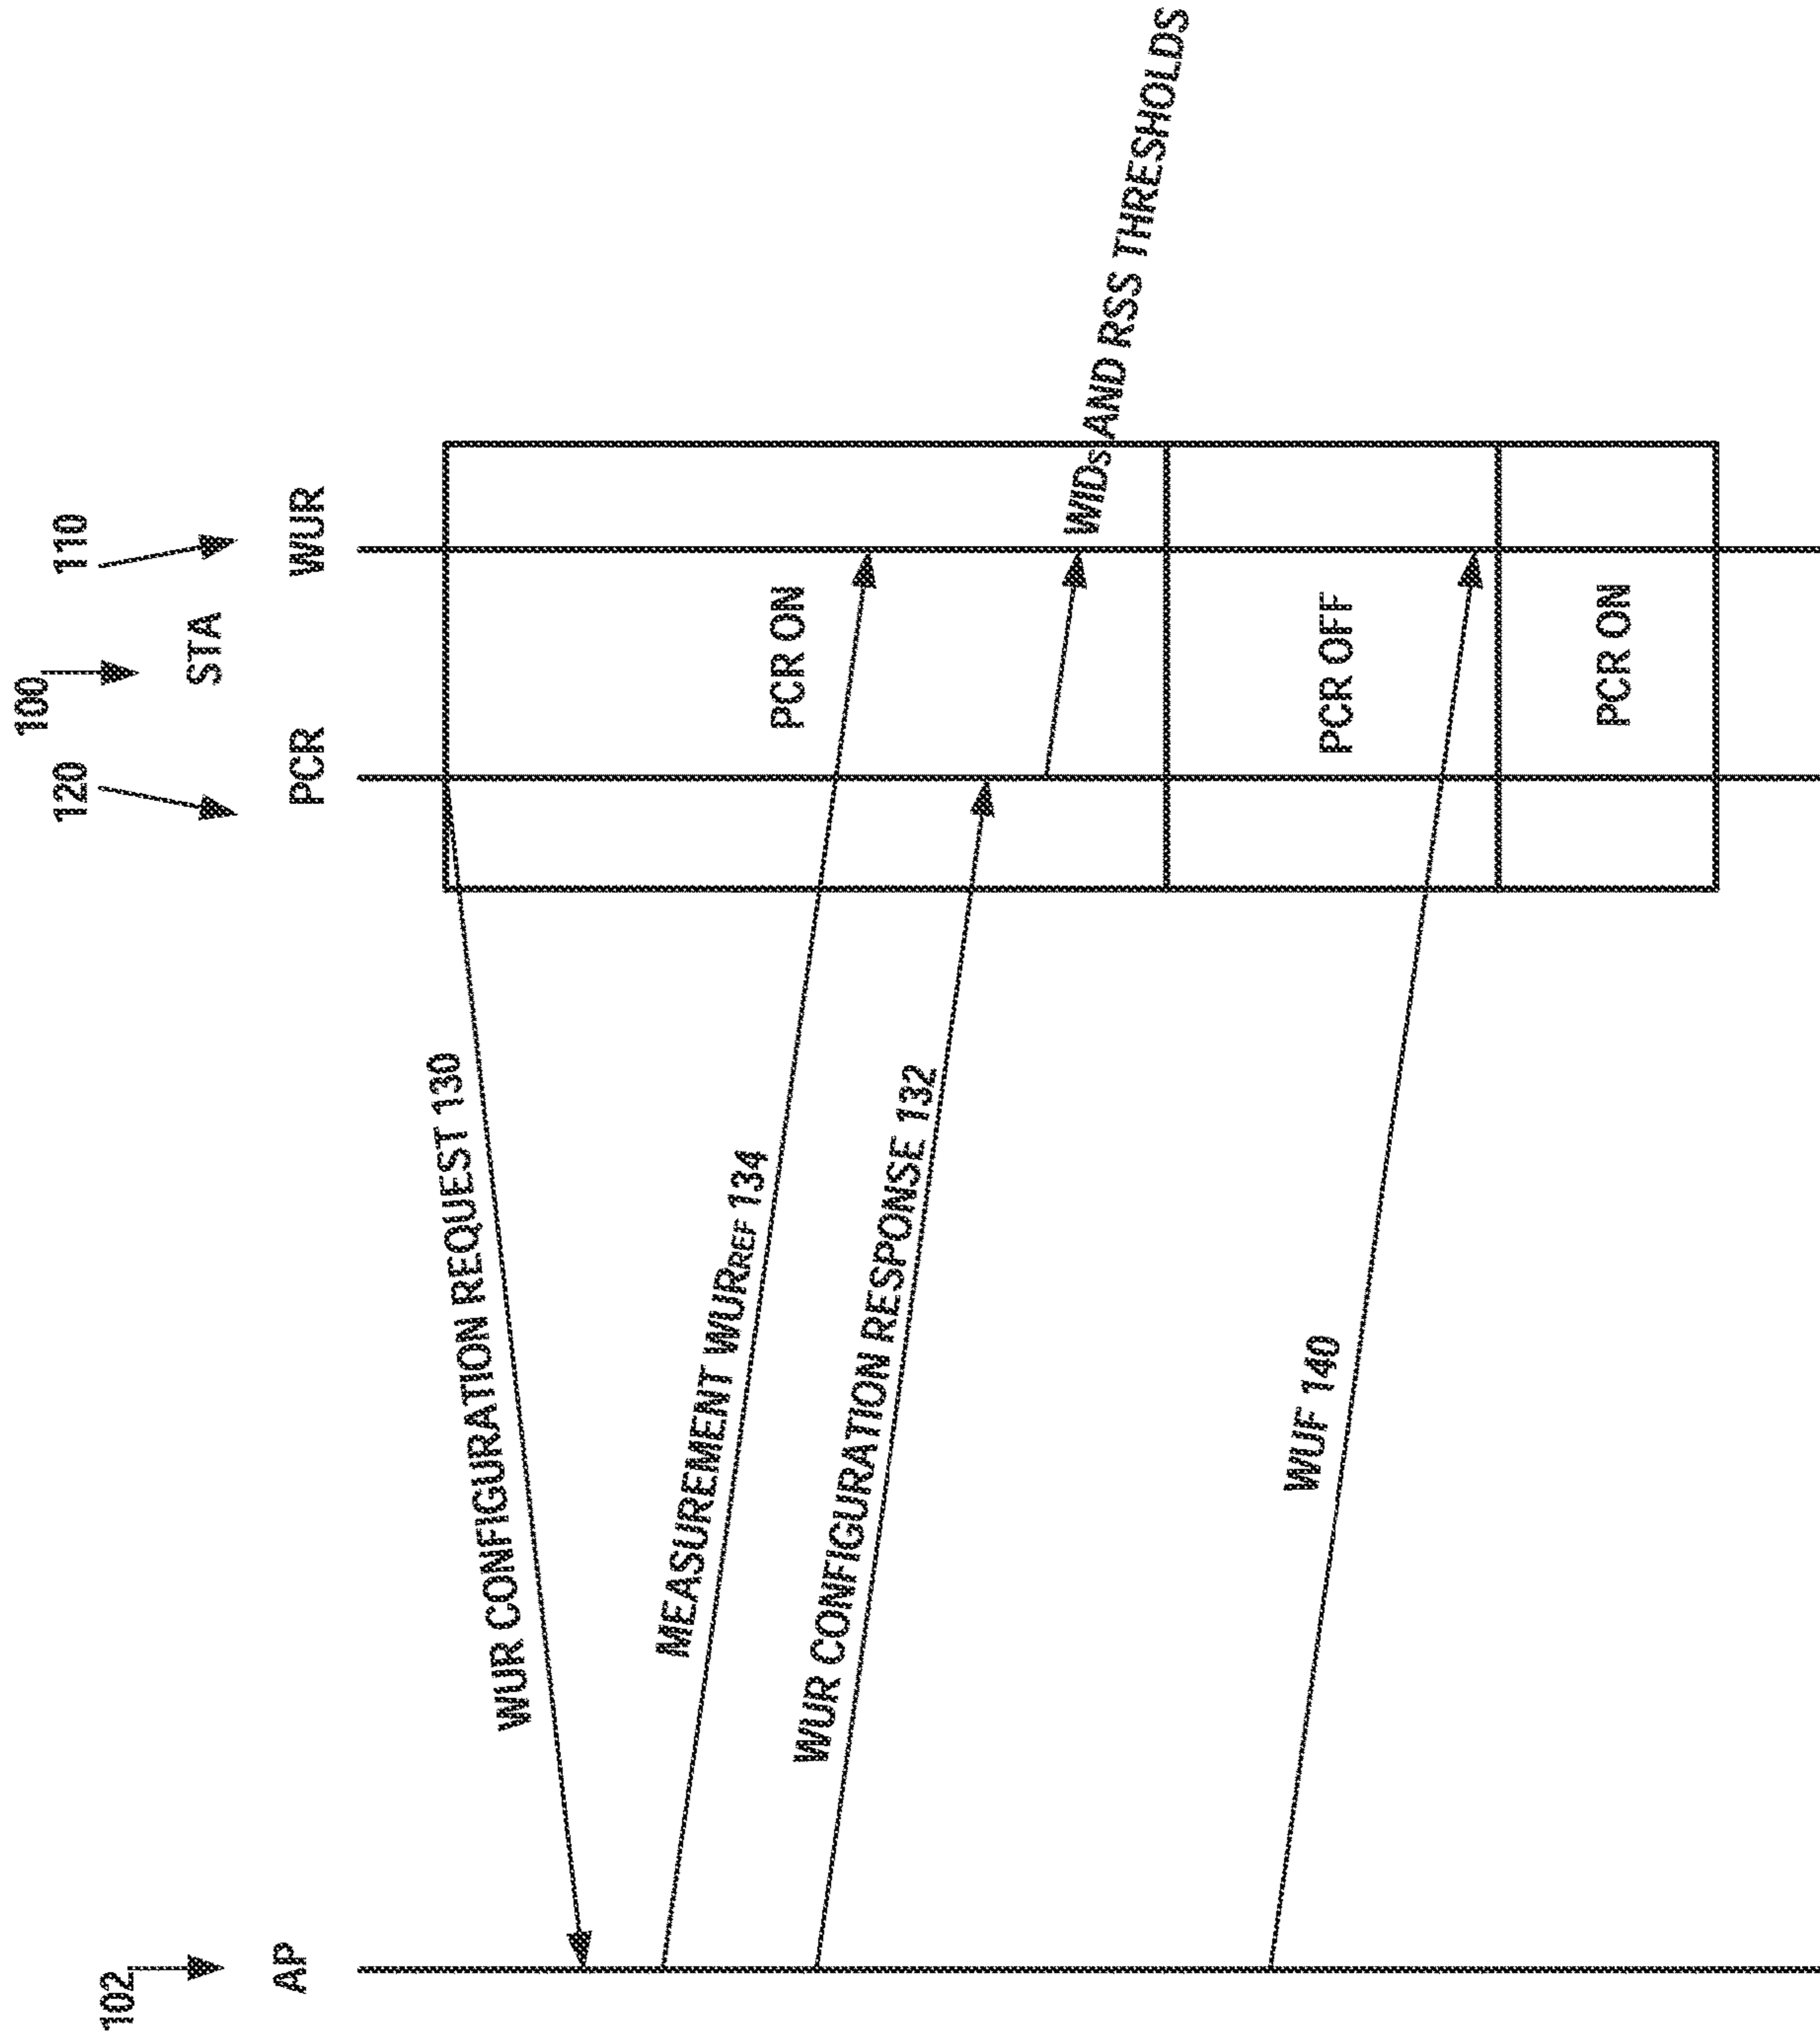 102
AP
120
PCR
100
STA
110
WUR
WUR CONFIGURATION REQUEST 130
MEASUREMENT WURREF 134
PCR ON
WUR CONFIGURATION RESPONSE 132
WIDS AND RSS THRESHOLDS
WUF 140
PCR OFF
PCR ON